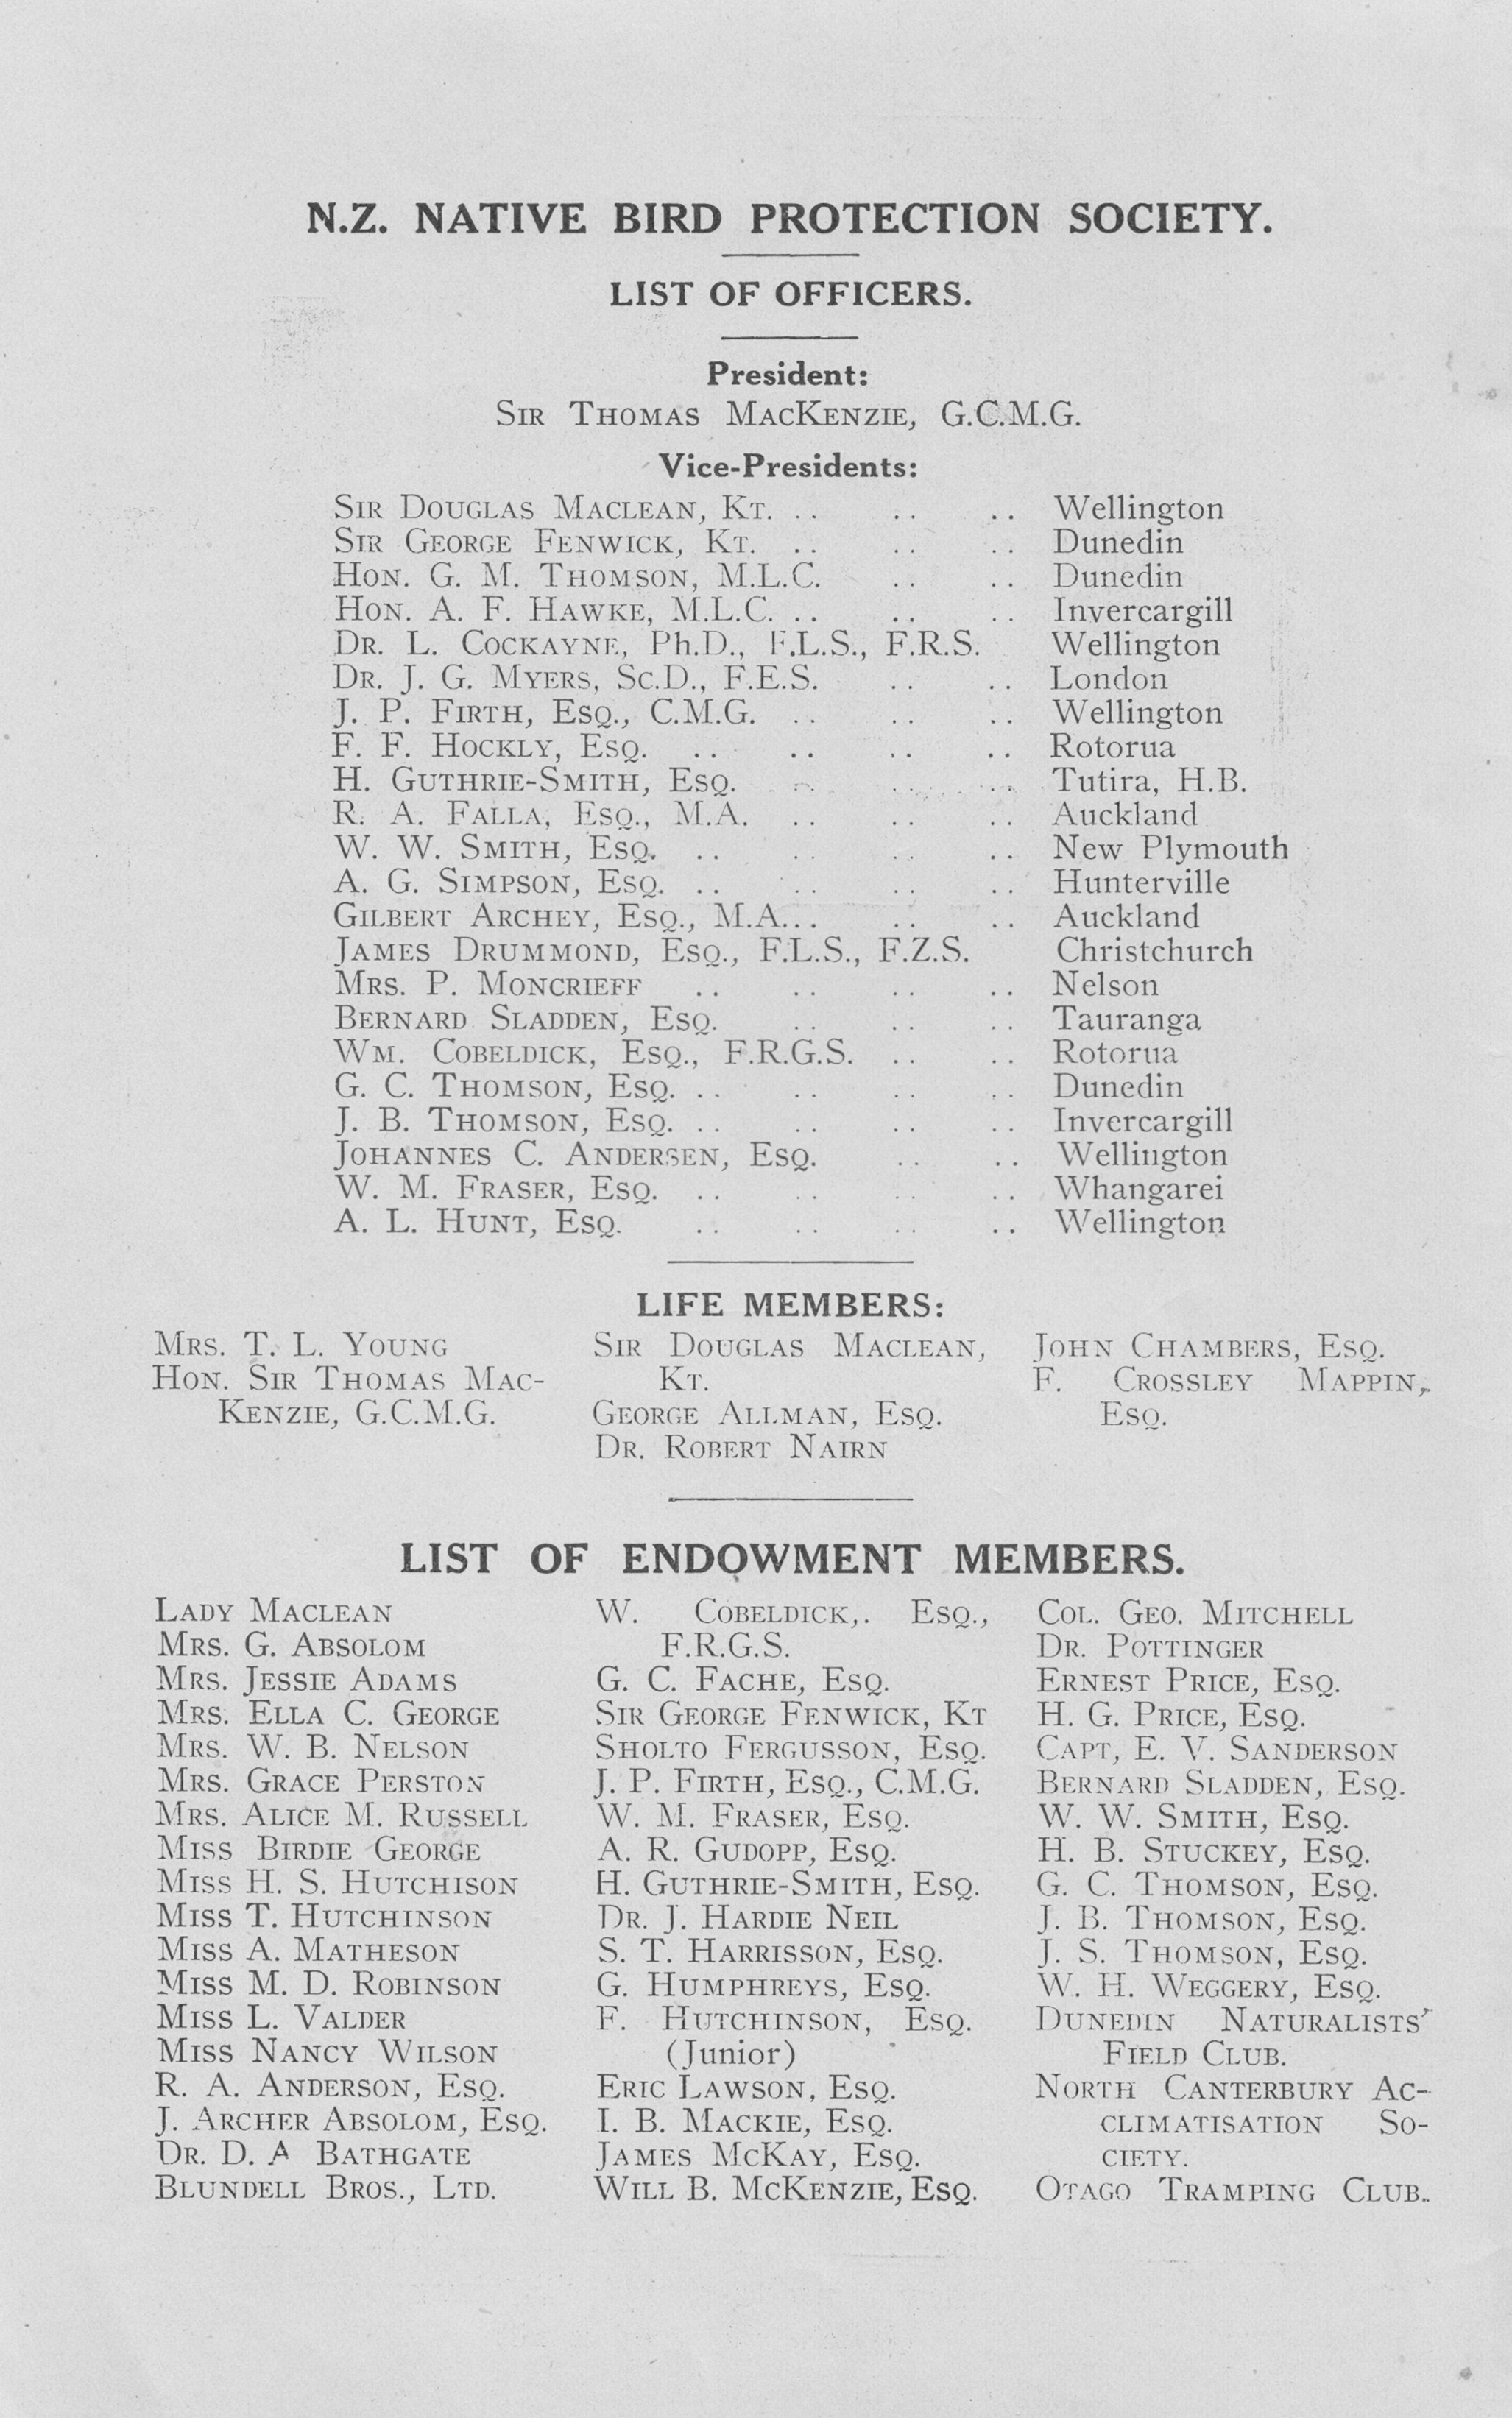 N.Z. NATIVE BIRD PROTECTION SOCIETY.
LIST OF OFFICERS.
President:
SIR THOMAS MACKENZIE, G.C.M.G.
Vice-Presidents:
SIR DOUGLAS MACLEAN, KT. .. .. .. Wellington
SIR GEORGE FENWICK, KT. .. .. .. Dunedin
HON. G. M. THOMSON, M.L.C. .. .. Dunedin
HON. A. F. HAWKE, M.L.C. .. .. .. Invercargill
DR. L. COCKAYNE, Ph.D., F.L.S., F.R.S. Wellington
DR. J. G. MYERS, SC.D., F.E.S. .. .. London
J. P. FIRTH, ESQ., C.M.G. .. .. .. Wellington
F. F. HOCKLY, ESQ. .. .. .. .. Rotorua
H. GUTHRIE-SMITH, ESQ. .. .. .. Tutira, H.B.
R. A. FALLA, ESQ., M.A. .. .. .. Auckland
W. W. SMITH, ESQ. .. .. .. .. New Plymouth
A. G. SIMPSON, ESQ. .. .. .. .. Hunterville
GILBERT ARCHEY, ESQ., M.A... .. .. Auckland
JAMES DRUMMOND, ESQ., F.L.S., F.Z.S. Christchurch
MRS. P. MONCRIEFF .. .. .. .. Nelson
BERNARD SLADDEN, ESQ. .. .. .. Tauranga
WM. COBELDICK, ESQ., F.R.G.S. .. .. Rotorua
G. C. THOMSON, ESQ. .. .. .. .. Dunedin
J. B. THOMSON, ESQ. .. .. .. .. Invercargill
JOHANNES C. ANDERSEN, ESQ. .. .. Wellington
W. M. FRASER, ESQ. .. .. .. .. Whangarei
A. L. HUNT, ESQ. .. .. .. .. Wellington
LIFE MEMBERS:
MRS. T. L. YOUNG
HON. SIR THOMAS MAC-
KENZIE, G.C.M.G.
SIR DOUGLAS MACLEAN,
KT.
GEORGE ALLMAN, ESQ.
DR. ROBERT NAIRN
JOHN CHAMBERS, ESQ.
F. CROSSLEY MAPPIN,
ESQ.
LIST OF ENDOWMENT MEMBERS.
LADY MACLEAN
MRS. G. ABSOLOM
MRS. JESSIE ADAMS
MRS. ELLA C. GEORGE
MRS. W. B. NELSON
MRS. GRACE PERSTON
MRS. ALICE M. RUSSELL
MISS BIRDIE GEORGE
MISS H. S. HUTCHISON
MISS T. HUTCHINSON
MISS A. MATHESON
MISS M. D. ROBINSON
MISS L. VALDER
MISS NANCY WILSON
R. A. ANDERSON, ESQ.
J. ARCHER ABSOLOM, ESQ.
DR. D. A BATHGATE
BLUNDELL BROS., LTD.
W. COBELDICK,. ESQ.,
F.R.G.S.
G. C. FACHE, ESQ.
SIR GEORGE FENWICK, KT
SHOLTO FERGUSSON, ESQ.
J. P. FIRTH, ESQ., C.M.G.
W. M. FRASER, ESQ.
A. R. GUDOPP, ESQ.
H. GUTHRIE-SMITH, ESQ.
DR. J. HARDIE NEIL
S. T. HARRISSON, ESQ.
G. HUMPHREYS, ESQ.
F. HUTCHINSON, ESQ.
(Junior)
ERIC LAWSON, ESQ.
I. B. MACKIE, ESQ.
JAMES MCKAY, ESQ.
WILL B. MCKENZIE, ESQ.
COL. GEO. MITCHELL
DR. POTTINGER
ERNEST PRICE, ESQ.
H. G. PRICE, ESQ.
CAPT, E. V. SANDERSON
BERNARD SLADDEN, ESQ.
W. W. SMITH, ESQ.
H. B. STUCKEY, ESQ.
G. C. THOMSON, ESQ.
J. B. THOMSON, ESQ.
J. S. THOMSON, ESQ.
W. H. WEGGERY, ESQ.
DUNEDIN NATURALISTS'
FIELD CLUB.
NORTH CANTERBURY AC-
CLIMATISATION SO-
CIETY.
OTAGO TRAMPING CLUB.